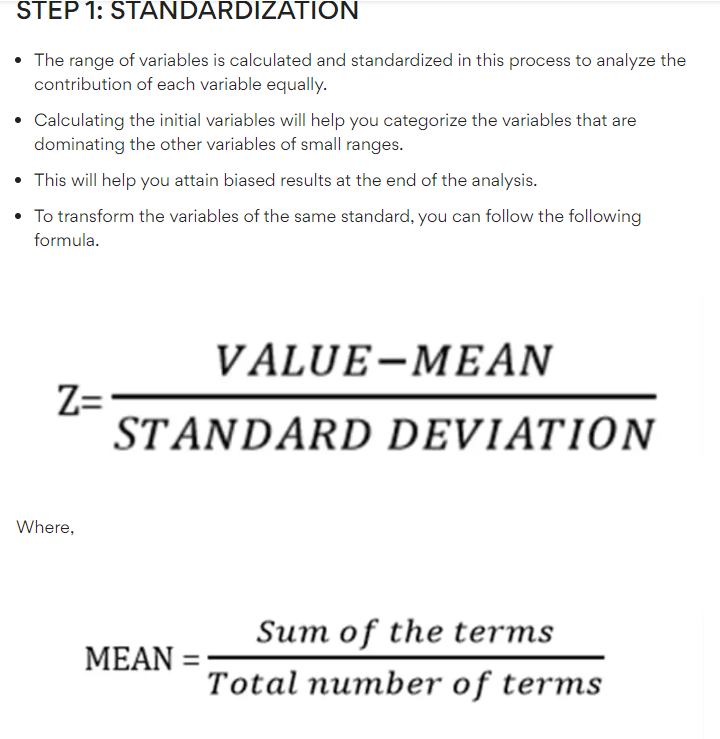 STEP 1: STANDARDIZATION
• The range of variables is calculated and standardized in this process to analyze the
contribution of each variable equally.
• Calculating the initial variables will help you categorize the variables that are
dominating the other variables of small ranges.
• This will help you attain biased results at the end of the analysis.
• To transform the variables of the same standard, you can follow the following
formula.
VALUE−MEAN
Z=
STANDARD DEVIATION
Where,
Sum of the terms
MEAN =
Total number of terms